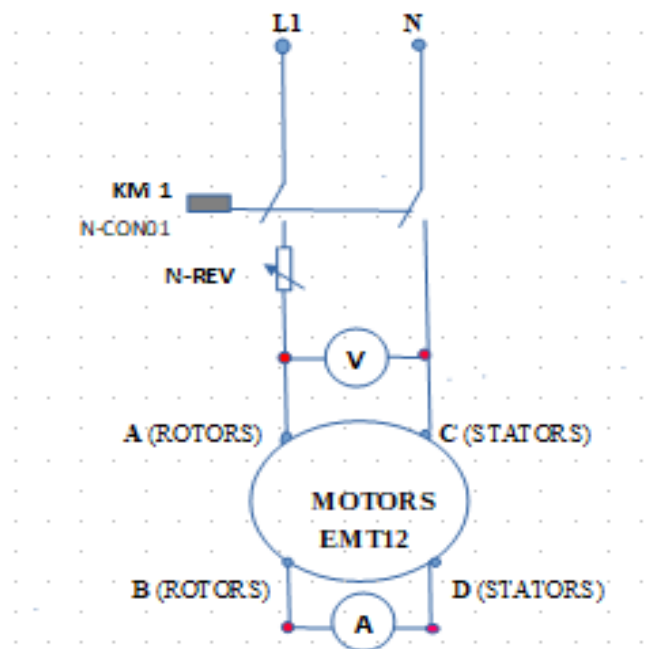 L1 N
KM 1
N-CON01
N-REV
V
A (ROTORS) C (STATORS)
MOTORS
EMT12
B (ROTORS) D (STATORS)
A